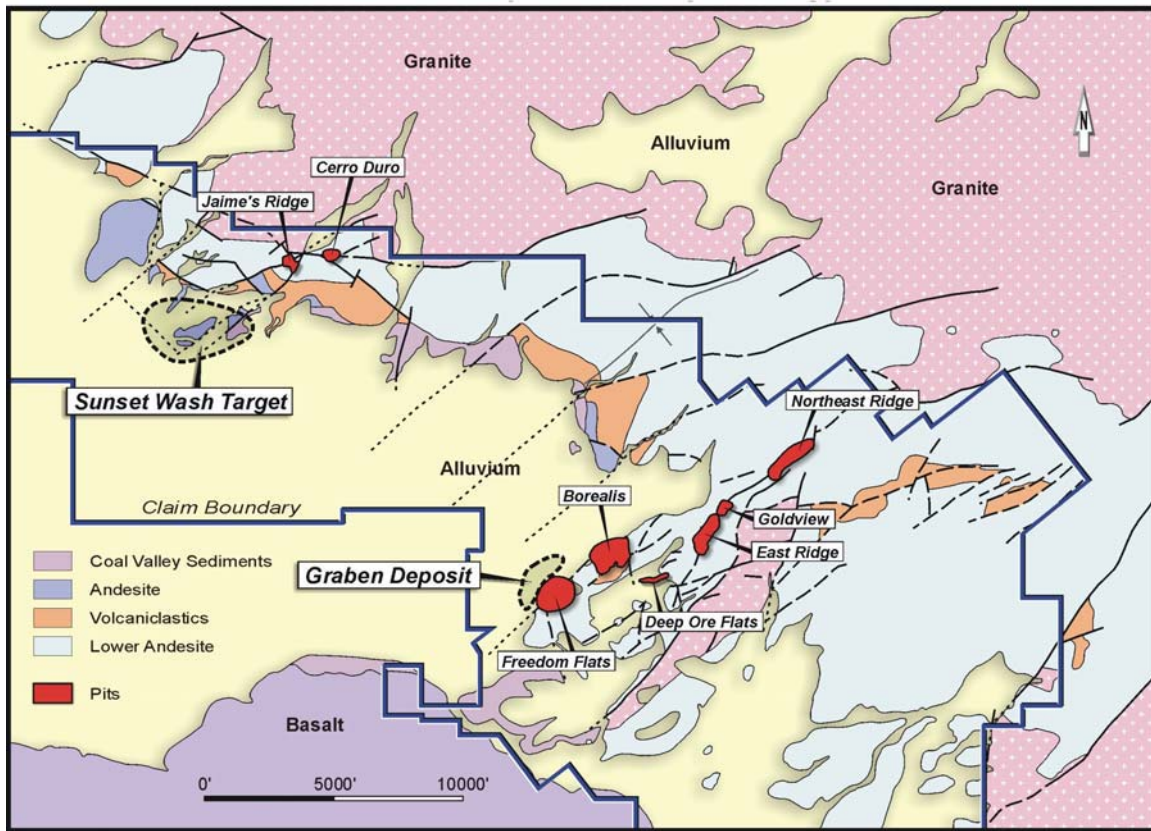 Granite
Alluvium
N
Granite
Cerro Duro
Jaime's Ridge
Sunset Wash Target
Northeast Ridge
Alluvium
Borealis
Claim Boundary
Goldview
East Ridge
Coal Valley Sediments
Andesite
Volcaniclastics
Lower Andesite
Pits
Graben Deposit
Deep Ore Flats
Freedom Flats
Basalt
0' 5000' 10000'